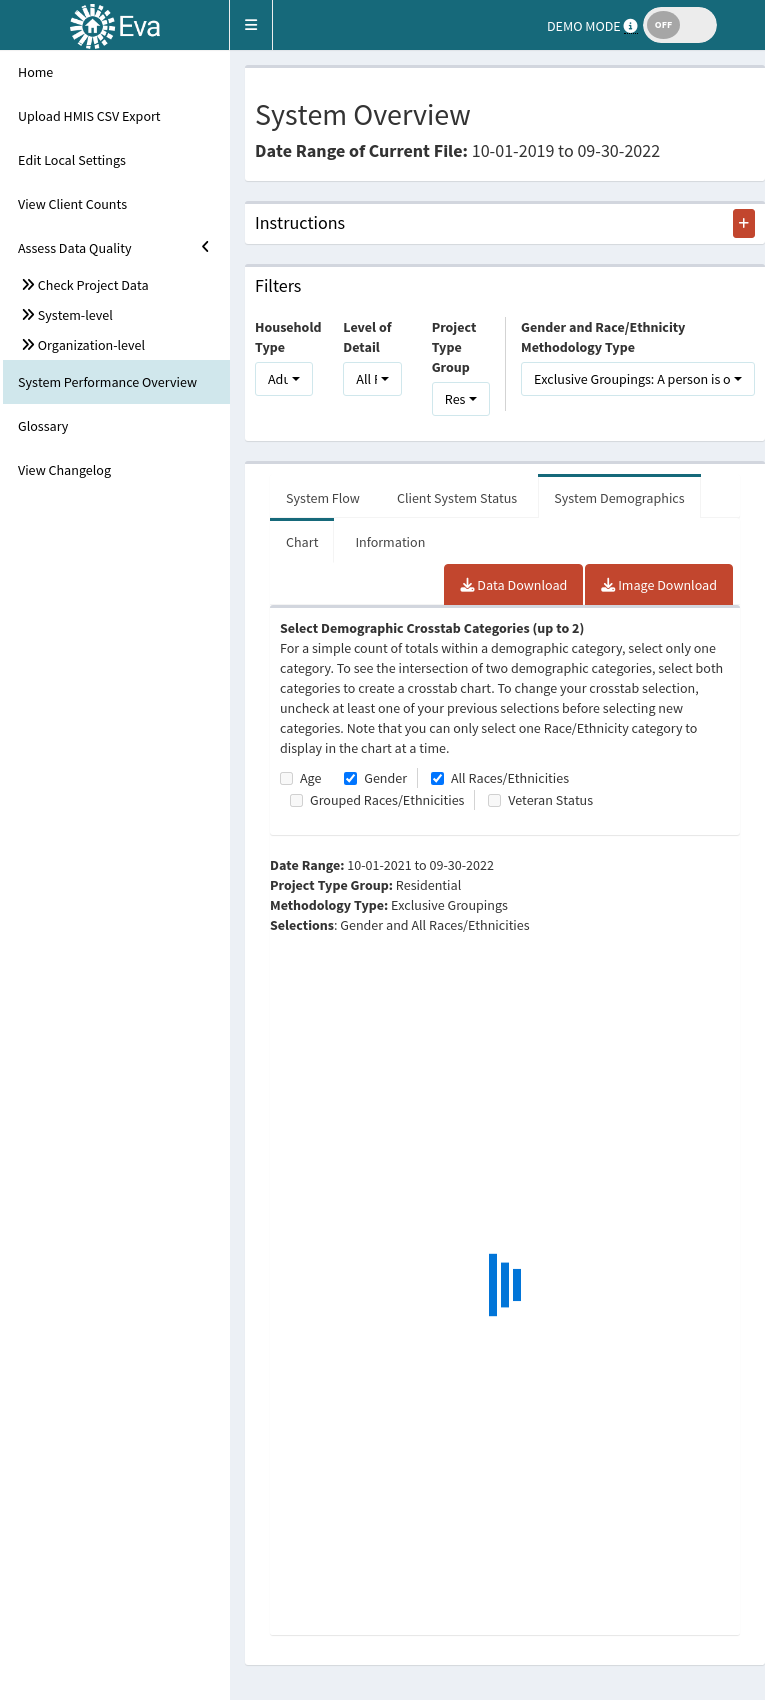 Eva
DEMO MODE
OFF
Home
Upload HMIS CSV Export
Edit Local Settings
View Client Counts
Assess Data Quality
Check Project Data
System-level
Organization-level
System Performance Overview
Glossary
View Changelog
System Overview
Date Range of Current File: 10-01-2019 to 09-30-2022
Instructions
+
Filters
Household
Type
Level of
Detail
Project
Type
Group
Gender and Race/Ethnicity
Methodology Type
Adu
All F
Res
Exclusive Groupings: A person is o
System Flow
Client System Status
System Demographics
Chart
Information
Data Download
Image Download
Select Demographic Crosstab Categories (up to 2)
For a simple count of totals within a demographic category, select only one
category. To see the intersection of two demographic categories, select both
categories to create a crosstab chart. To change your crosstab selection,
uncheck at least one of your previous selections before selecting new
categories. Note that you can only select one Race/Ethnicity category to
display in the chart at a time.
Age Gender All Races/Ethnicities
Grouped Races/Ethnicities Veteran Status
Date Range: 10-01-2021 to 09-30-2022
Project Type Group: Residential
Methodology Type: Exclusive Groupings
Selections: Gender and All Races/Ethnicities